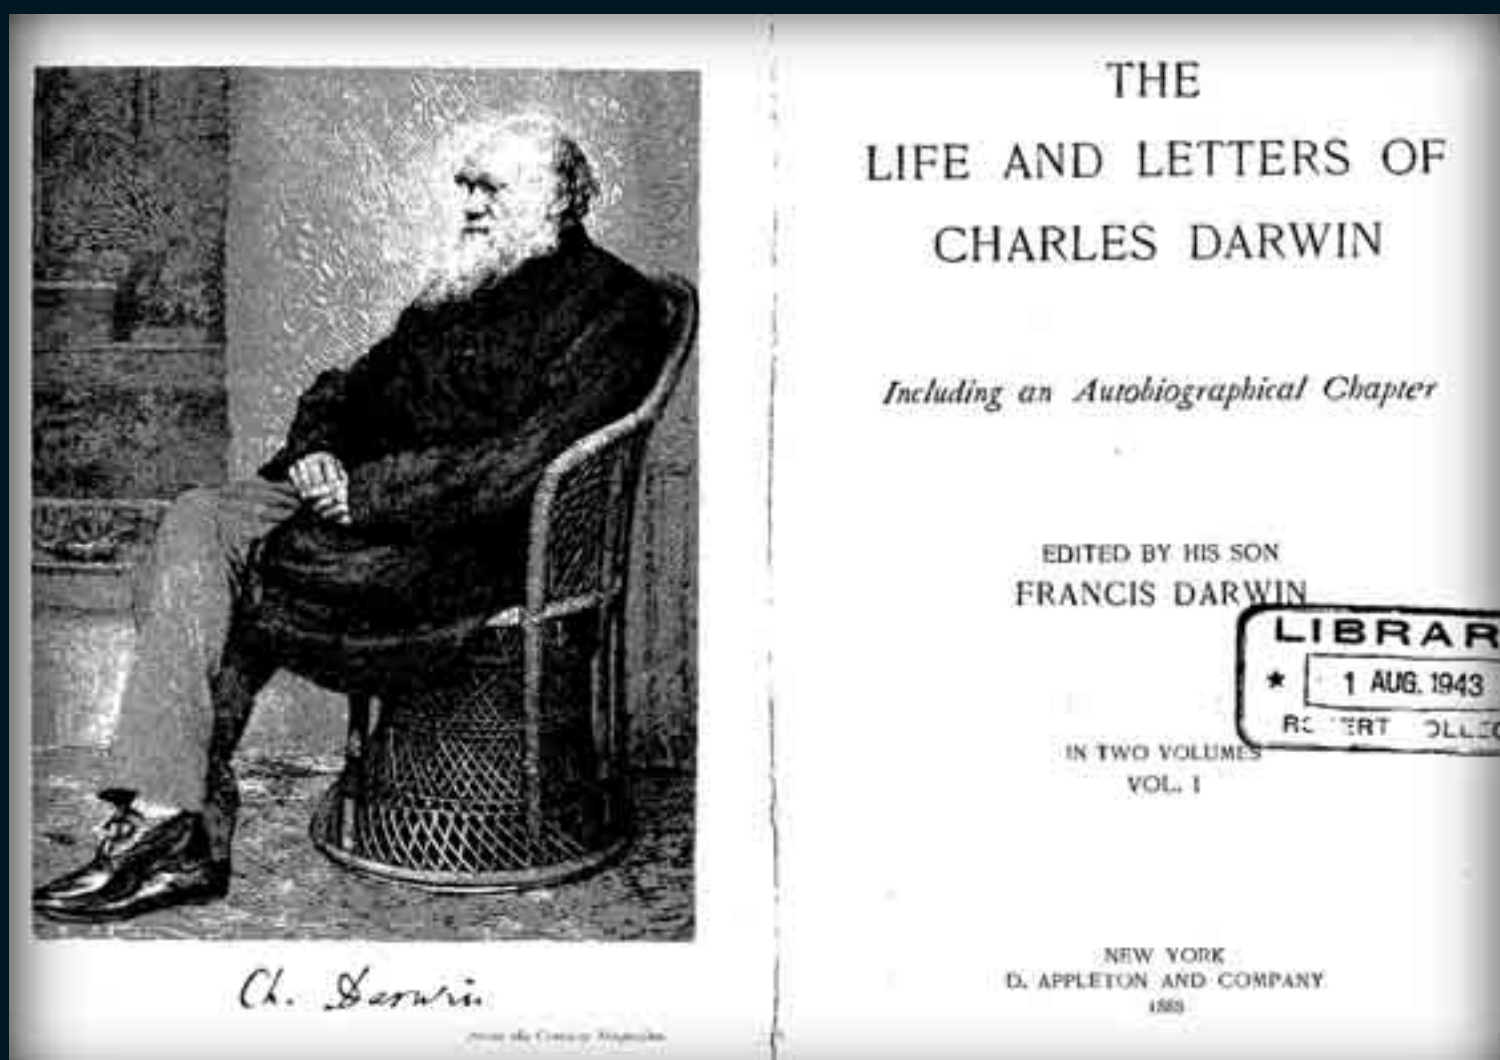 Ch. Darwin
THE
LIFE AND LETTERS OF
CHARLES DARWIN
Including an Autobiographical Chapter
EDITED BY HIS SON
FRANCIS DARWIN
LIBRAR
★ 1 AUG. 1943
IN TWO VOLUMES
VOL. I
NEW YORK
D. APPLETON AND COMPANY